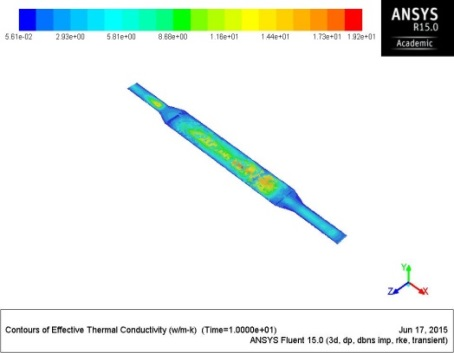 ANSYS
R15.0
Academic
5.61e-02 2.93e+00 5.81e+00 8.68e+00 1.16e+01 1.44e+01 1.73e+01 1.92e+01
Y
Z X
Contours of Effective Thermal Conductivity (w/m-k) (Time=1.0000e+01) Jun 17, 2015
ANSYS Fluent 15.0 (3d, dp, dbns imp, rke, transient)